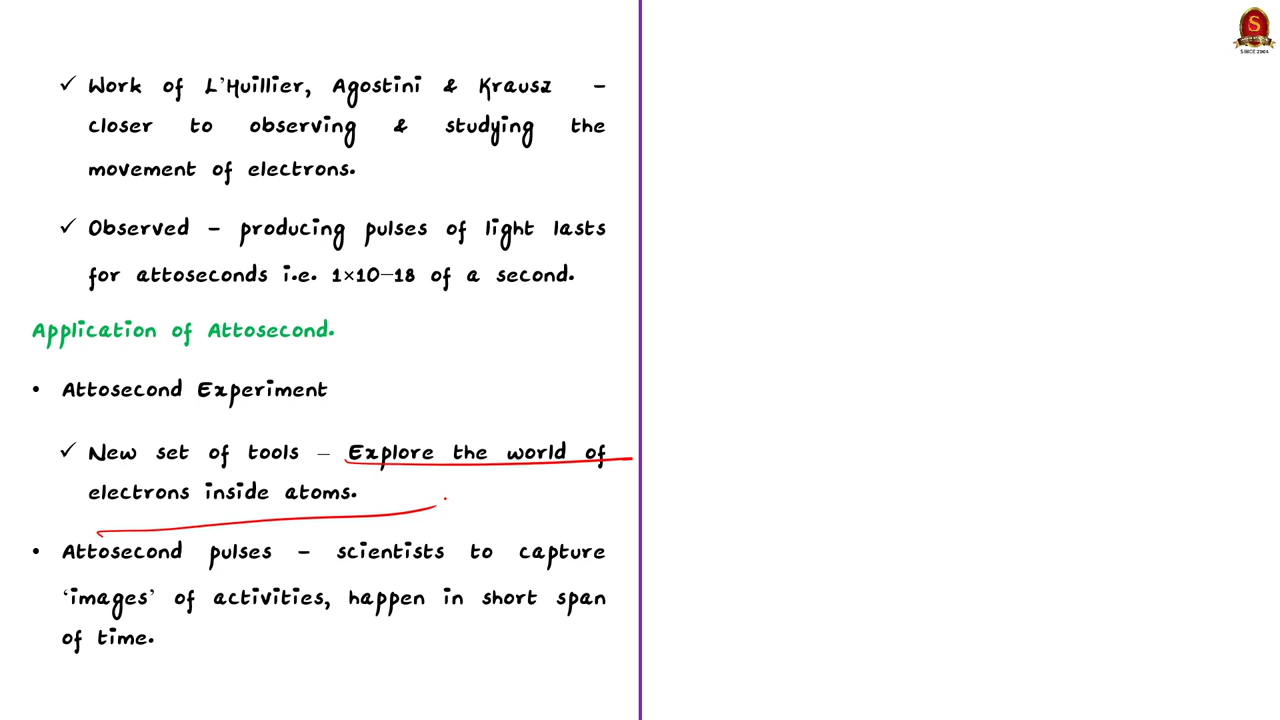 ✓ Work of L'Huillier, Agostini & Krausz –
closer to observing & studying the
movement of electrons.
✓ Observed – producing pulses of light lasts
for attoseconds i.e. 1×10–18 of a second.
Application of Attosecond.
• Attosecond Experiment
✓ New set of tools – Explore the world of
electrons inside atoms.
• Attosecond pulses – scientists to capture
‘images’ of activities, happen in short span
of time.
S
SINCE 2004